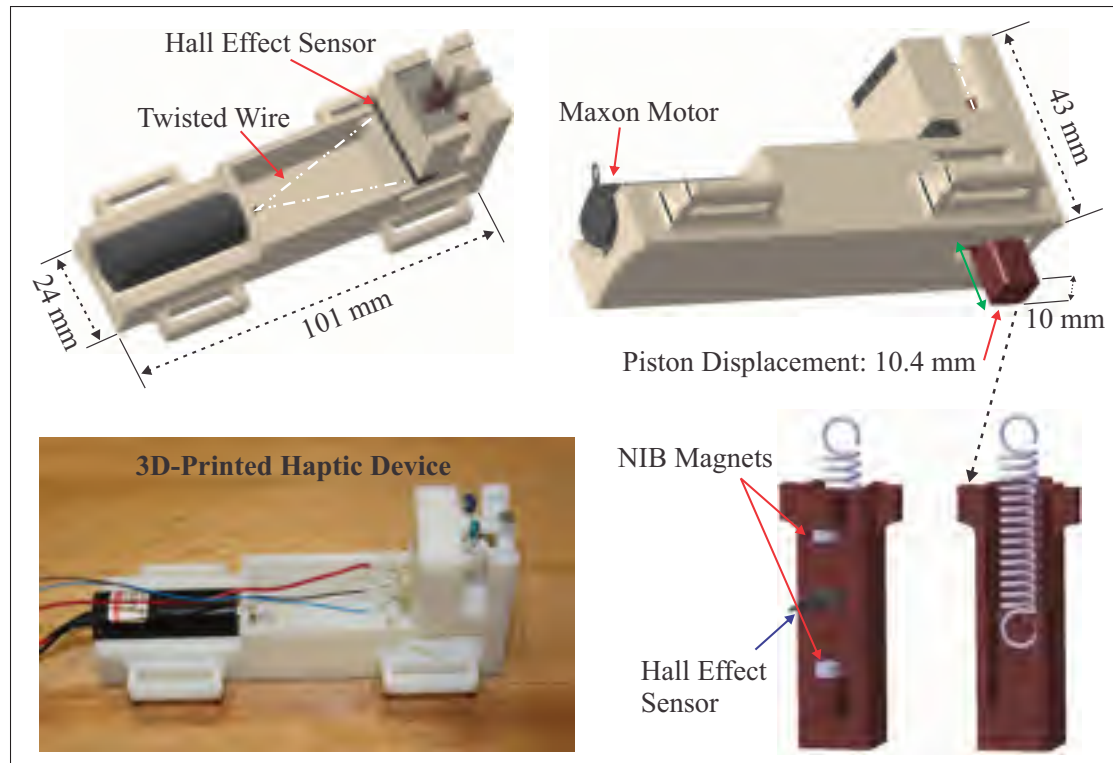 Hall Effect
Sensor
Twisted Wire
24 mm
101 mm
Maxon Motor
43 mm
10 mm
Piston Displacement: 10.4 mm
3D-Printed Haptic Device
NIB Magnets
Hall Effect
Sensor